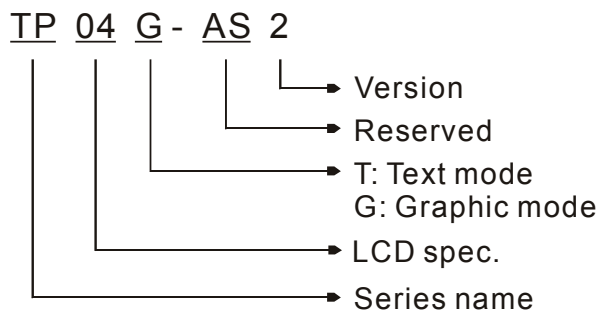 TP 04 G - AS 2
Version
Reserved
T: Text mode
G: Graphic mode
LCD spec.
Series name